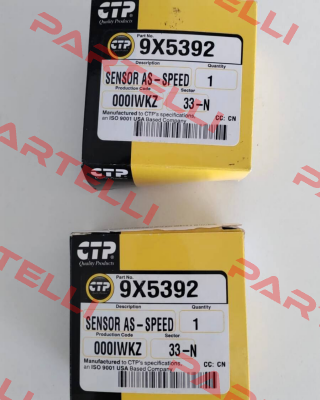 CTP
Quality Products
Part No.
CTP 9X5392
Description Quantity
SENSOR AS-SPEED 1
Production Code Sector
000IWKZ 33-N
Manufactured to CTP's specifications CC: CN
an ISO 9001 USA Based Company
CTP
Quality Products
Part No.
CTP 9X5392
Description Quantity
SENSOR AS-SPEED 1
Production Code Sector
000IWKZ 33-N
Manufactured to CTP's specifications CC: CN
an ISO 9001 USA Based Company
PARTELLI